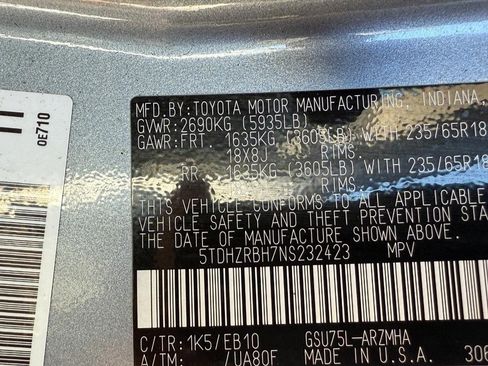 0E710
MFD.BY:TOYOTA MOTOR MANUFACTURING, INDIANA,
GVWR:2690KG (5935LB)
GAWR:FRT. 1635KG (3605LB) WITH 235/65R18
18X8J RIMS,
RR. 1635KG (3605LB) WITH 235/65R18
RIMS,
THIS VEHICLE CONFORMS TO ALL APPLICABLE
VEHICLE SAFETY AND THEFT PREVENTION STA
THE DATE OF MANUFACTURE SHOWN ABOVE.
5TDHZRBH7NS232423 MPV
C/TR:1K5/EB10 GSU75L-ARZMHA
A/TM: /UA80F MADE IN U.S.A. 306